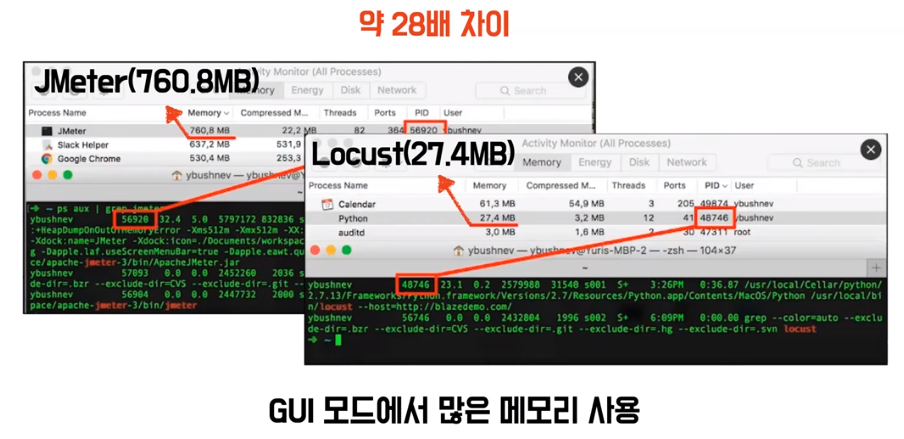 약 28배 차이
Activity Monitor (All Processes)
JMeter(760.8MB)
Memory Energy Disk Network Search
Process Name Memory Compressed M... Threads Ports PID User
JMeter 760,8 MB 22,2 MB 82 364 56920 ybushnev
Slack Helper 637,2 MB 531,9
Google Chrome 530,4 MB 253,3
ybushnev — ybushnev@Y
~
ps aux | grep jmeter
ybushnev 56920 32.4 5.0 5797172 832836 s
:+HeapDumpOnOutOfMemoryError -Xms512m -Xmx512m -XX:
-Xdock:name=JMeter -Xdock:icon=./Documents/workspac
g -Dapple.laf.useScreenMenuBar=true -Dapple.eawt.qu
ace/apache-jmeter-3/bin/ApacheJMeter.jar
ybushnev 57093 0.0 0.0 2452260 2036 s
de-dir=.bzr --exclude-dir=CVS --exclude-dir=.git --
ybushnev 56904 0.0 0.0 2447732 2000 s
pace/apache-jmeter-3/bin/jmeter
Activity Monitor (All Processes)
Locust(27.4MB)
Memory Energy Disk Network Search
Process Name Memory Compressed M... Threads Ports PID User
Calendar 61,3 MB 54,9 MB 3 205 49874 ybushnev
Python 27,4 MB 3,2 MB 12 41 48746 ybushnev
auditd 3,0 MB 1,6 MB 2 30 47311 root
ybushnev — ybushnev@Yuris-MBP-2 — -zsh — 104×37
~
ybushnev 48746 23.1 0.2 2579988 31540 s001 S+ 3:26PM 0:36.87 /usr/local/Cellar/python/
2.7.13/Frameworks/Python.framework/Versions/2.7/Resources/Python.app/Contents/MacOS/Python /usr/local/bi
n/locust --host=http://blazedemo.com/
ybushnev 56746 0.0 0.0 2432804 1996 s002 S+ 6:09PM 0:00.00 grep --color=auto --exclu
de-dir=.bzr --exclude-dir=CVS --exclude-dir=.git --exclude-dir=.hg --exclude-dir=.svn locust
~
GUI 모드에서 많은 메모리 사용